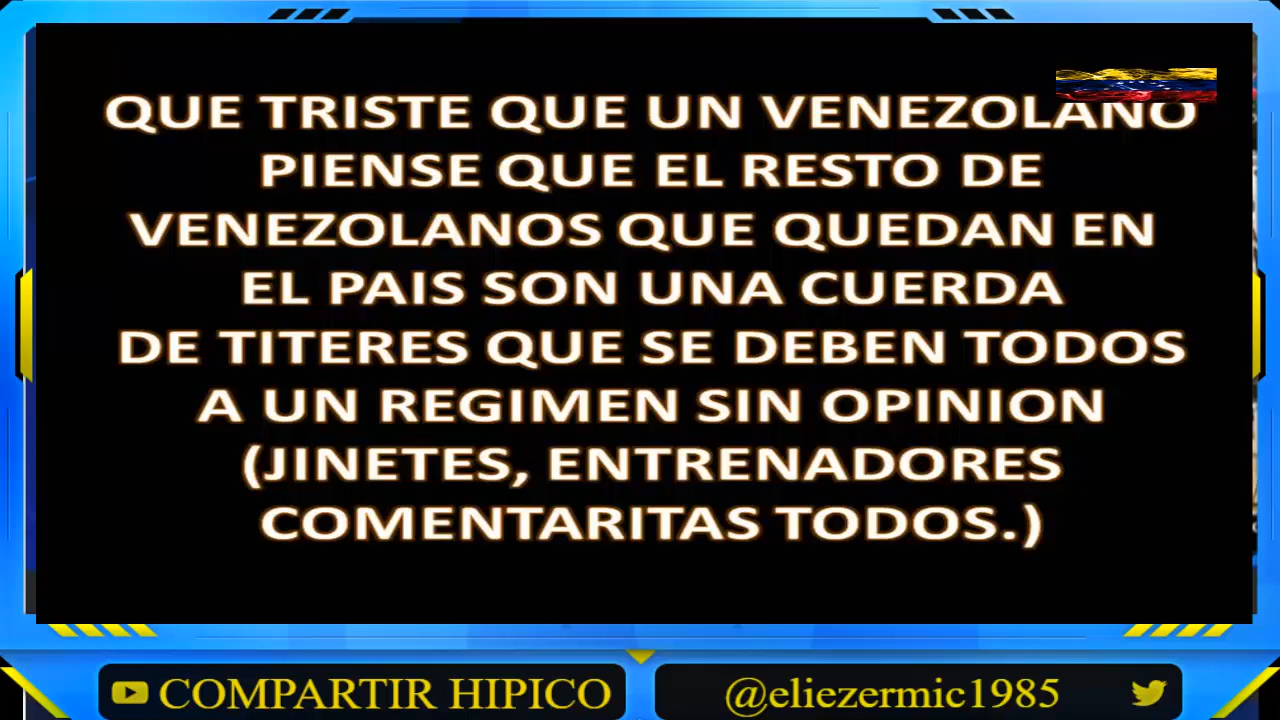 QUE TRISTE QUE UN VENEZOLANO
PIENSE QUE EL RESTO DE
VENEZOLANOS QUE QUEDAN EN
EL PAIS SON UNA CUERDA
DE TITERES QUE SE DEBEN TODOS
A UN REGIMEN SIN OPINION
(JINETES, ENTRENADORES
COMENTARITAS TODOS.)
COMPARTIR HIPICO
@eliezermic1985